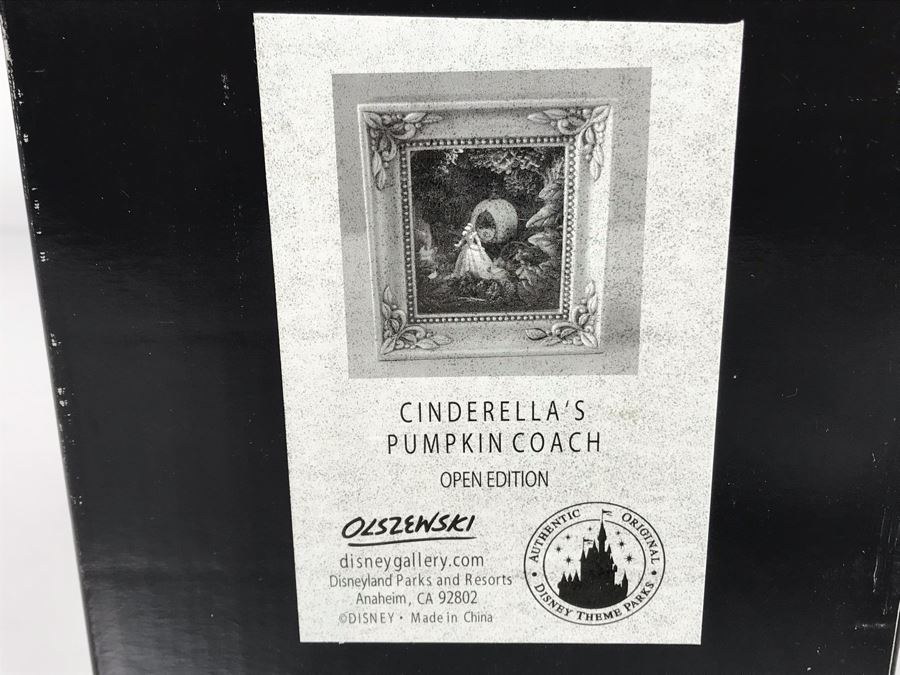 CINDERELLA'S
PUMPKIN COACH
OPEN EDITION
OLSZEWSKI
disneygallery.com
Disneyland Parks and Resorts
Anaheim, CA 92802
©DISNEY • Made in China
AUTHENTIC ORIGINAL
• DISNEY THEME PARKS •